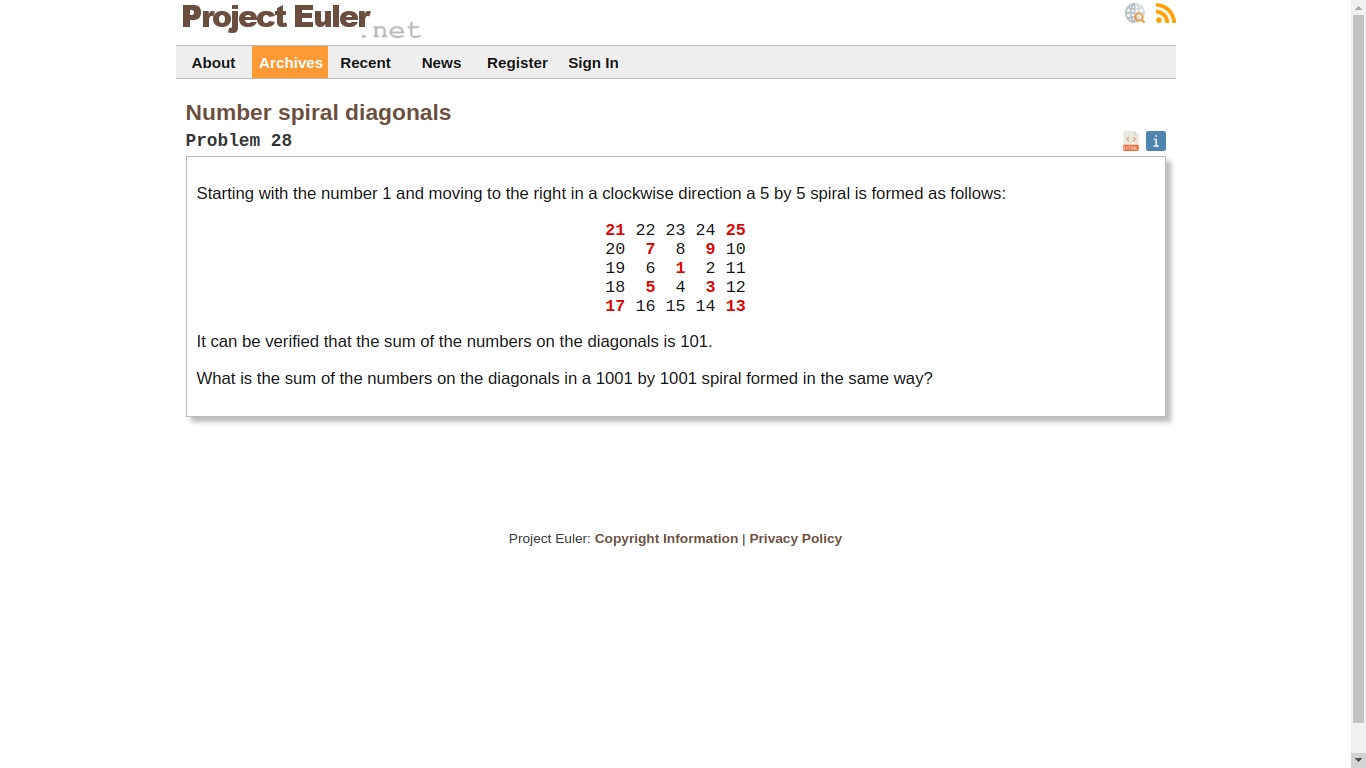 Project Euler
.net
About Archives Recent News Register Sign In
Number spiral diagonals
Problem 28
<> HTML i
Starting with the number 1 and moving to the right in a clockwise direction a 5 by 5 spiral is formed as follows:
21 22 23 24 25
20 7 8 9 10
19 6 1 2 11
18 5 4 3 12
17 16 15 14 13
It can be verified that the sum of the numbers on the diagonals is 101.
What is the sum of the numbers on the diagonals in a 1001 by 1001 spiral formed in the same way?
Project Euler: Copyright Information | Privacy Policy